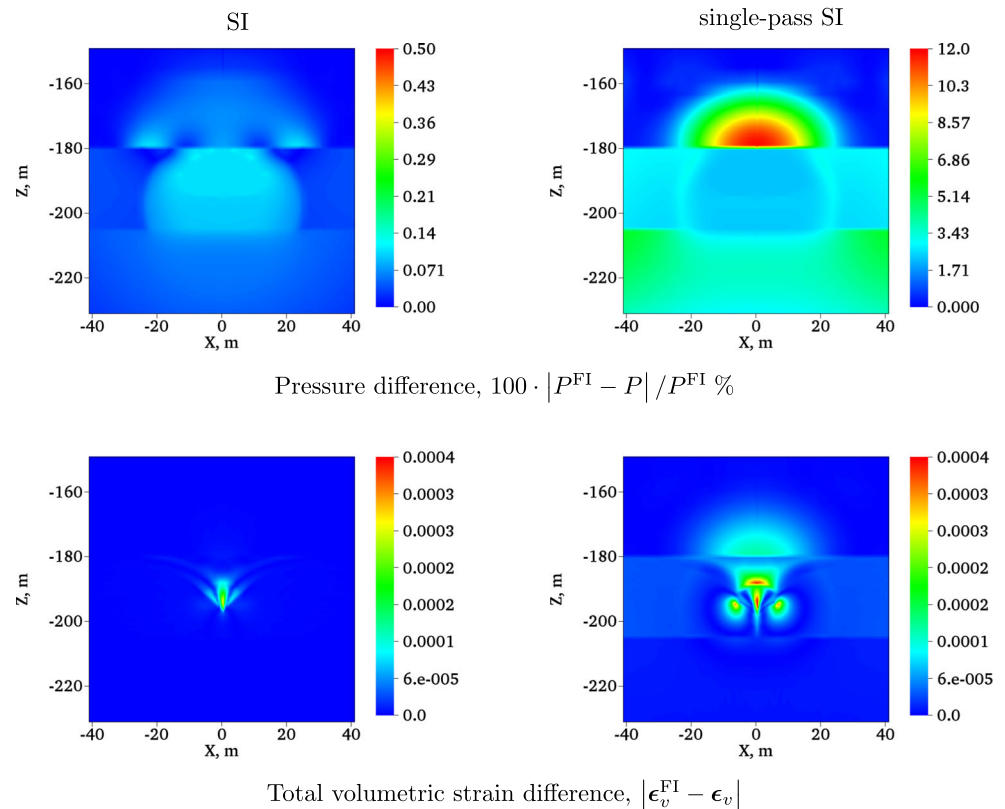 SI
single-pass SI
0.50
0.43
0.36
0.29
0.21
0.14
0.071
0.00
-160
-180
-200
-220
Z, m
-40 -20 0 20 40
X, m
12.0
10.3
8.57
6.86
5.14
3.43
1.71
0.000
-160
-180
-200
-220
Z, m
-40 -20 0 20 40
X, m
Pressure difference, 100 · |P^FI − P| /P^FI %
0.0004
0.0003
0.0003
0.0002
0.0002
0.0001
6.e-005
0.0
-160
-180
-200
-220
Z, m
-40 -20 0 20 40
X, m
0.0004
0.0003
0.0003
0.0002
0.0002
0.0001
6.e-005
0.0
-160
-180
-200
-220
Z, m
-40 -20 0 20 40
X, m
Total volumetric strain difference, |ϵ_v^FI − ϵ_v|